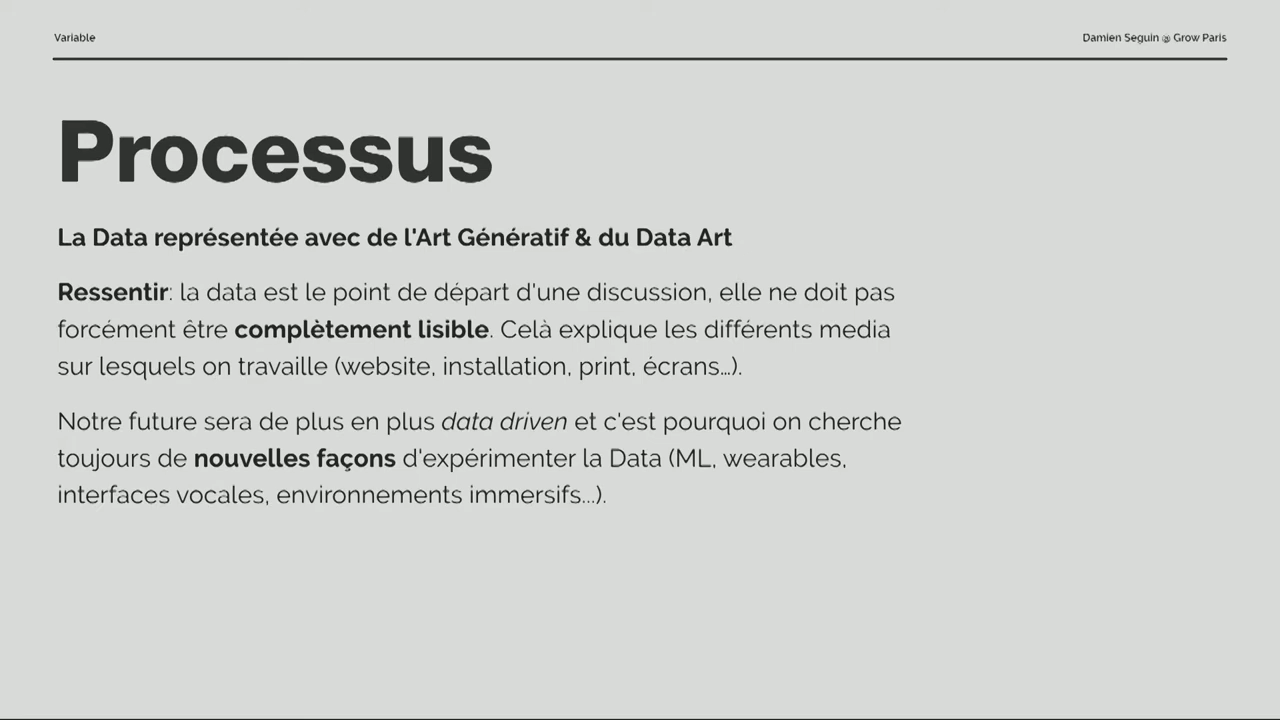 Variable
Damien Seguin @ Grow Paris
Processus
La Data représentée avec de l'Art Génératif & du Data Art
Ressentir: la data est le point de départ d'une discussion, elle ne doit pas
forcément être complètement lisible. Celà explique les différents media
sur lesquels on travaille (website, installation, print, écrans…).
Notre future sera de plus en plus data driven et c'est pourquoi on cherche
toujours de nouvelles façons d'expérimenter la Data (ML, wearables,
interfaces vocales, environnements immersifs...).